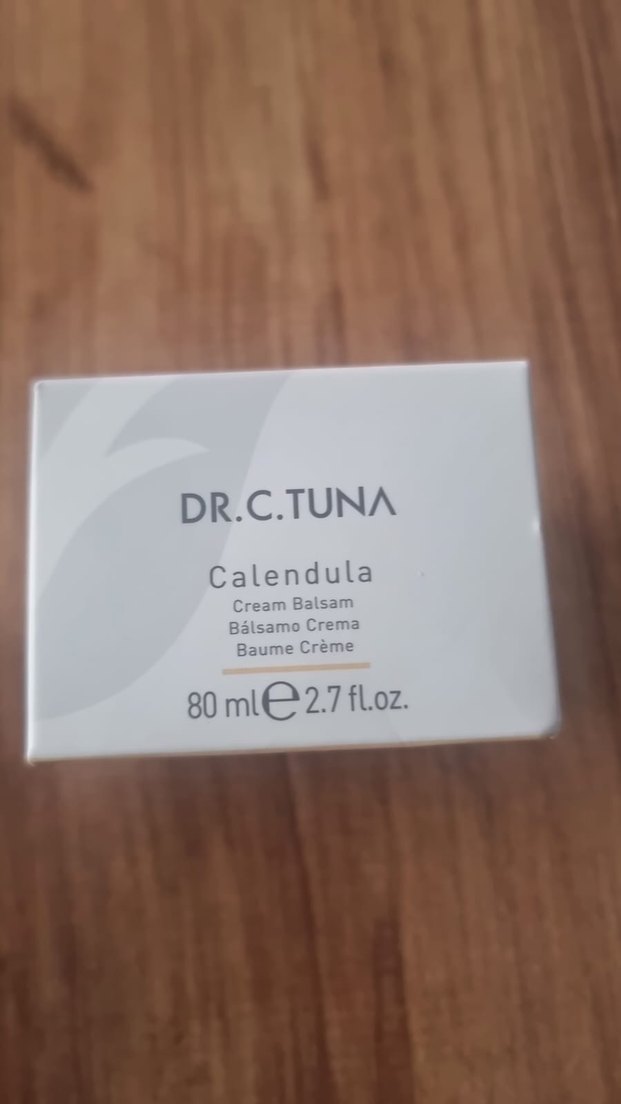 DR.C.TUNA
Calendula
Cream Balsam
Bálsamo Crema
Baume Crème
80 ml e 2.7 fl.oz.